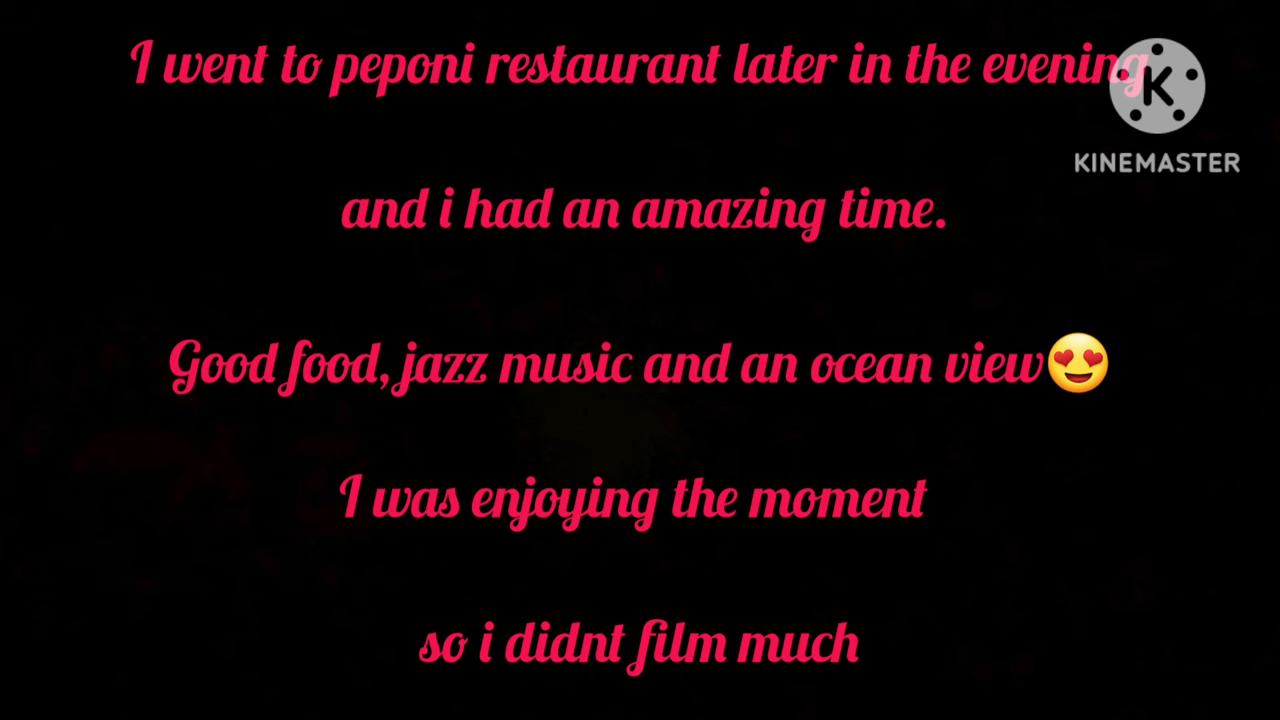 I went to peponi restaurant later in the evening
KINEMASTER
and i had an amazing time.
Good food, jazz music and an ocean view😍
I was enjoying the moment
so i didnt film much